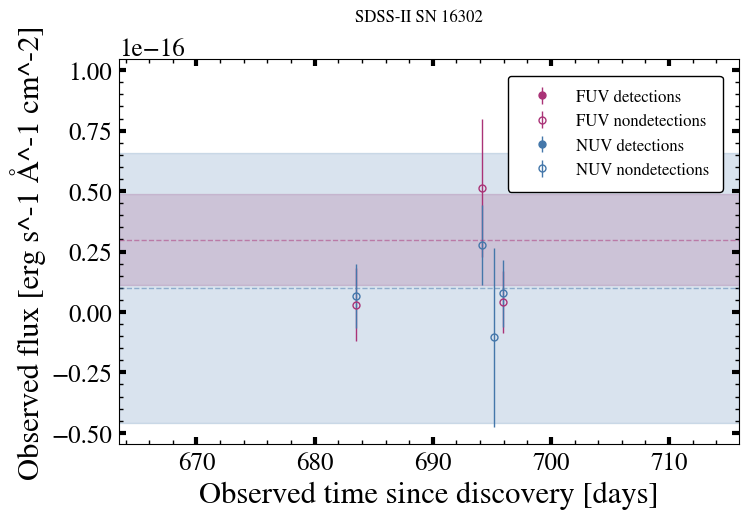 SDSS-II SN 16302
1e−16
1.00
0.75
0.50
0.25
0.00
−0.25
−0.50
Observed flux [erg s^-1 Å^-1 cm^-2]
FUV detections
FUV nondetections
NUV detections
NUV nondetections
670 680 690 700 710
Observed time since discovery [days]